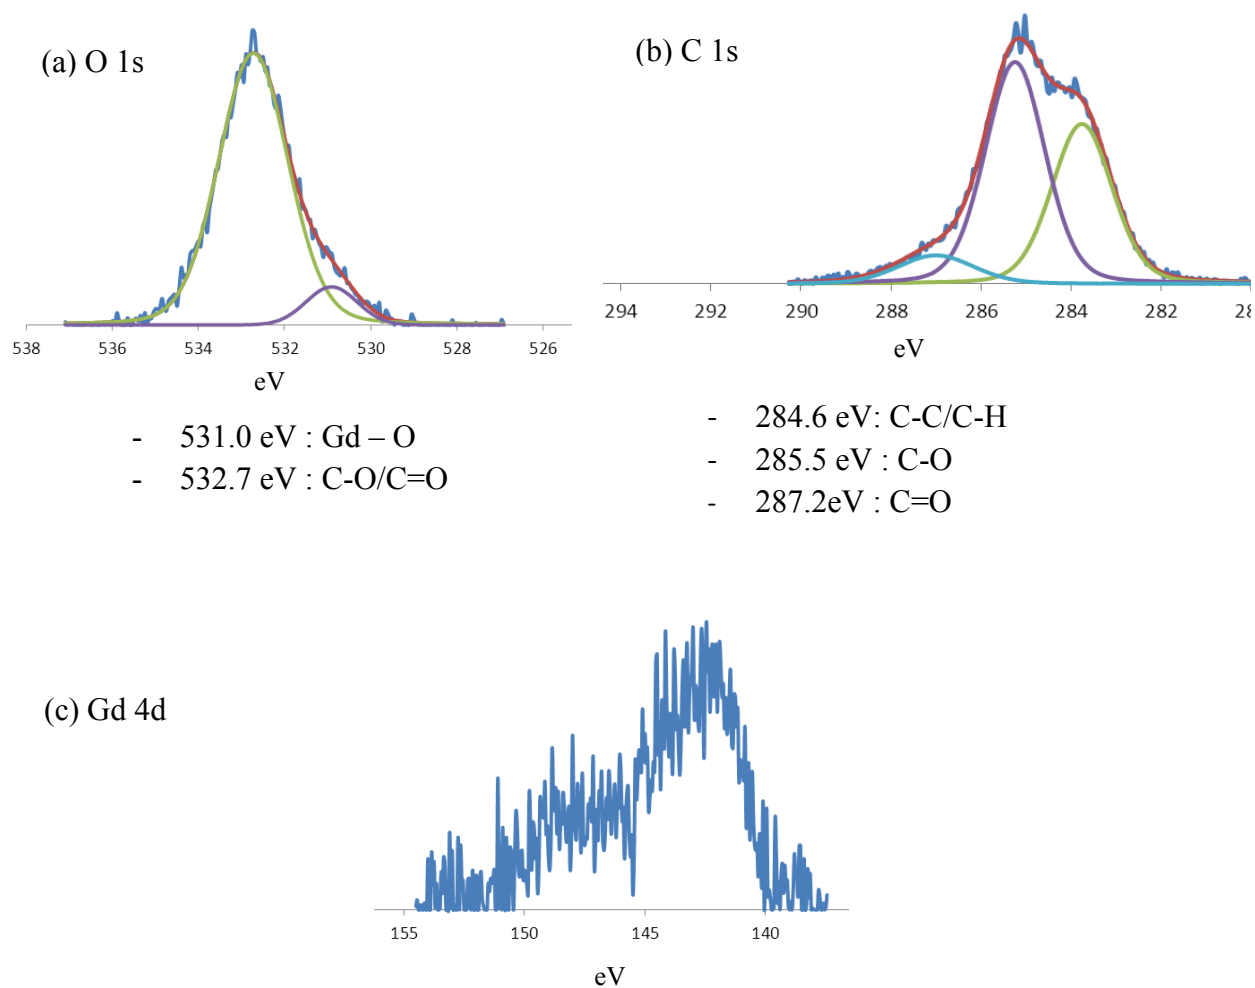 (a) O 1s
538 536 534 532 530 528 526
eV
- 531.0 eV : Gd – O
- 532.7 eV : C-O/C=O
(b) C 1s
294 292 290 288 286 284 282 28
eV
- 284.6 eV: C-C/C-H
- 285.5 eV : C-O
- 287.2eV : C=O
(c) Gd 4d
155 150 145 140
eV